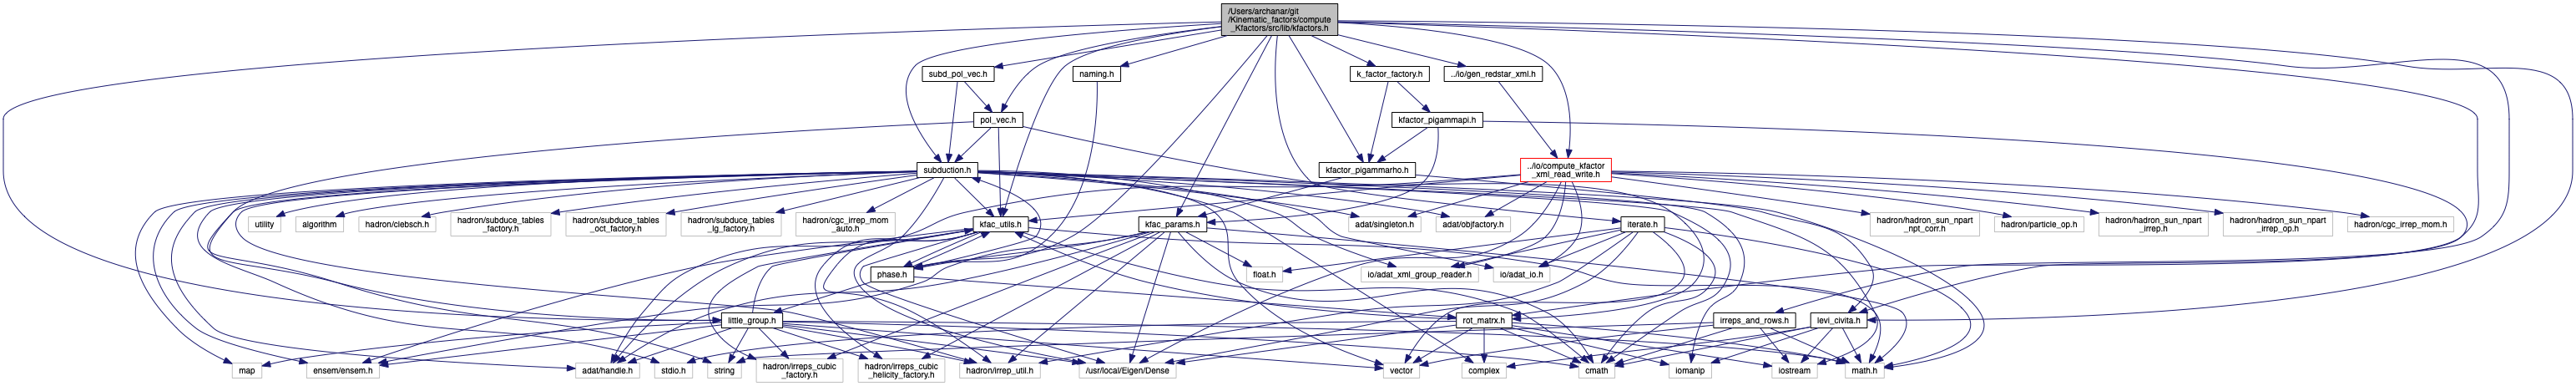 /Users/archanar/git
/Kinematic_factors/compute
_Kfactors/src/lib/kfactors.h
subd_pol_vec.h
naming.h
k_factor_factory.h
../io/gen_redstar_xml.h
pol_vec.h
kfactor_pigammapi.h
subduction.h
kfactor_pigammarho.h
../io/compute_kfactor
_xml_read_write.h
utility
algorithm
hadron/clebsch.h
hadron/subduce_tables
_factory.h
hadron/subduce_tables
_oct_factory.h
hadron/subduce_tables
_lg_factory.h
hadron/cgc_irrep_mom
_auto.h
kfac_utils.h
kfac_params.h
adat/singleton.h
adat/objfactory.h
iterate.h
hadron/hadron_sun_npart
_npt_corr.h
hadron/particle_op.h
hadron/hadron_sun_npart
_irrep.h
hadron/hadron_sun_npart
_irrep_op.h
hadron/cgc_irrep_mom.h
phase.h
float.h
io/adat_xml_group_reader.h
io/adat_io.h
little_group.h
rot_matrx.h
irreps_and_rows.h
levi_civita.h
map
ensem/ensem.h
adat/handle.h
stdio.h
string
hadron/irreps_cubic
_factory.h
hadron/irreps_cubic
_helicity_factory.h
hadron/irrep_util.h
/usr/local/Eigen/Dense
vector
complex
cmath
iomanip
iostream
math.h